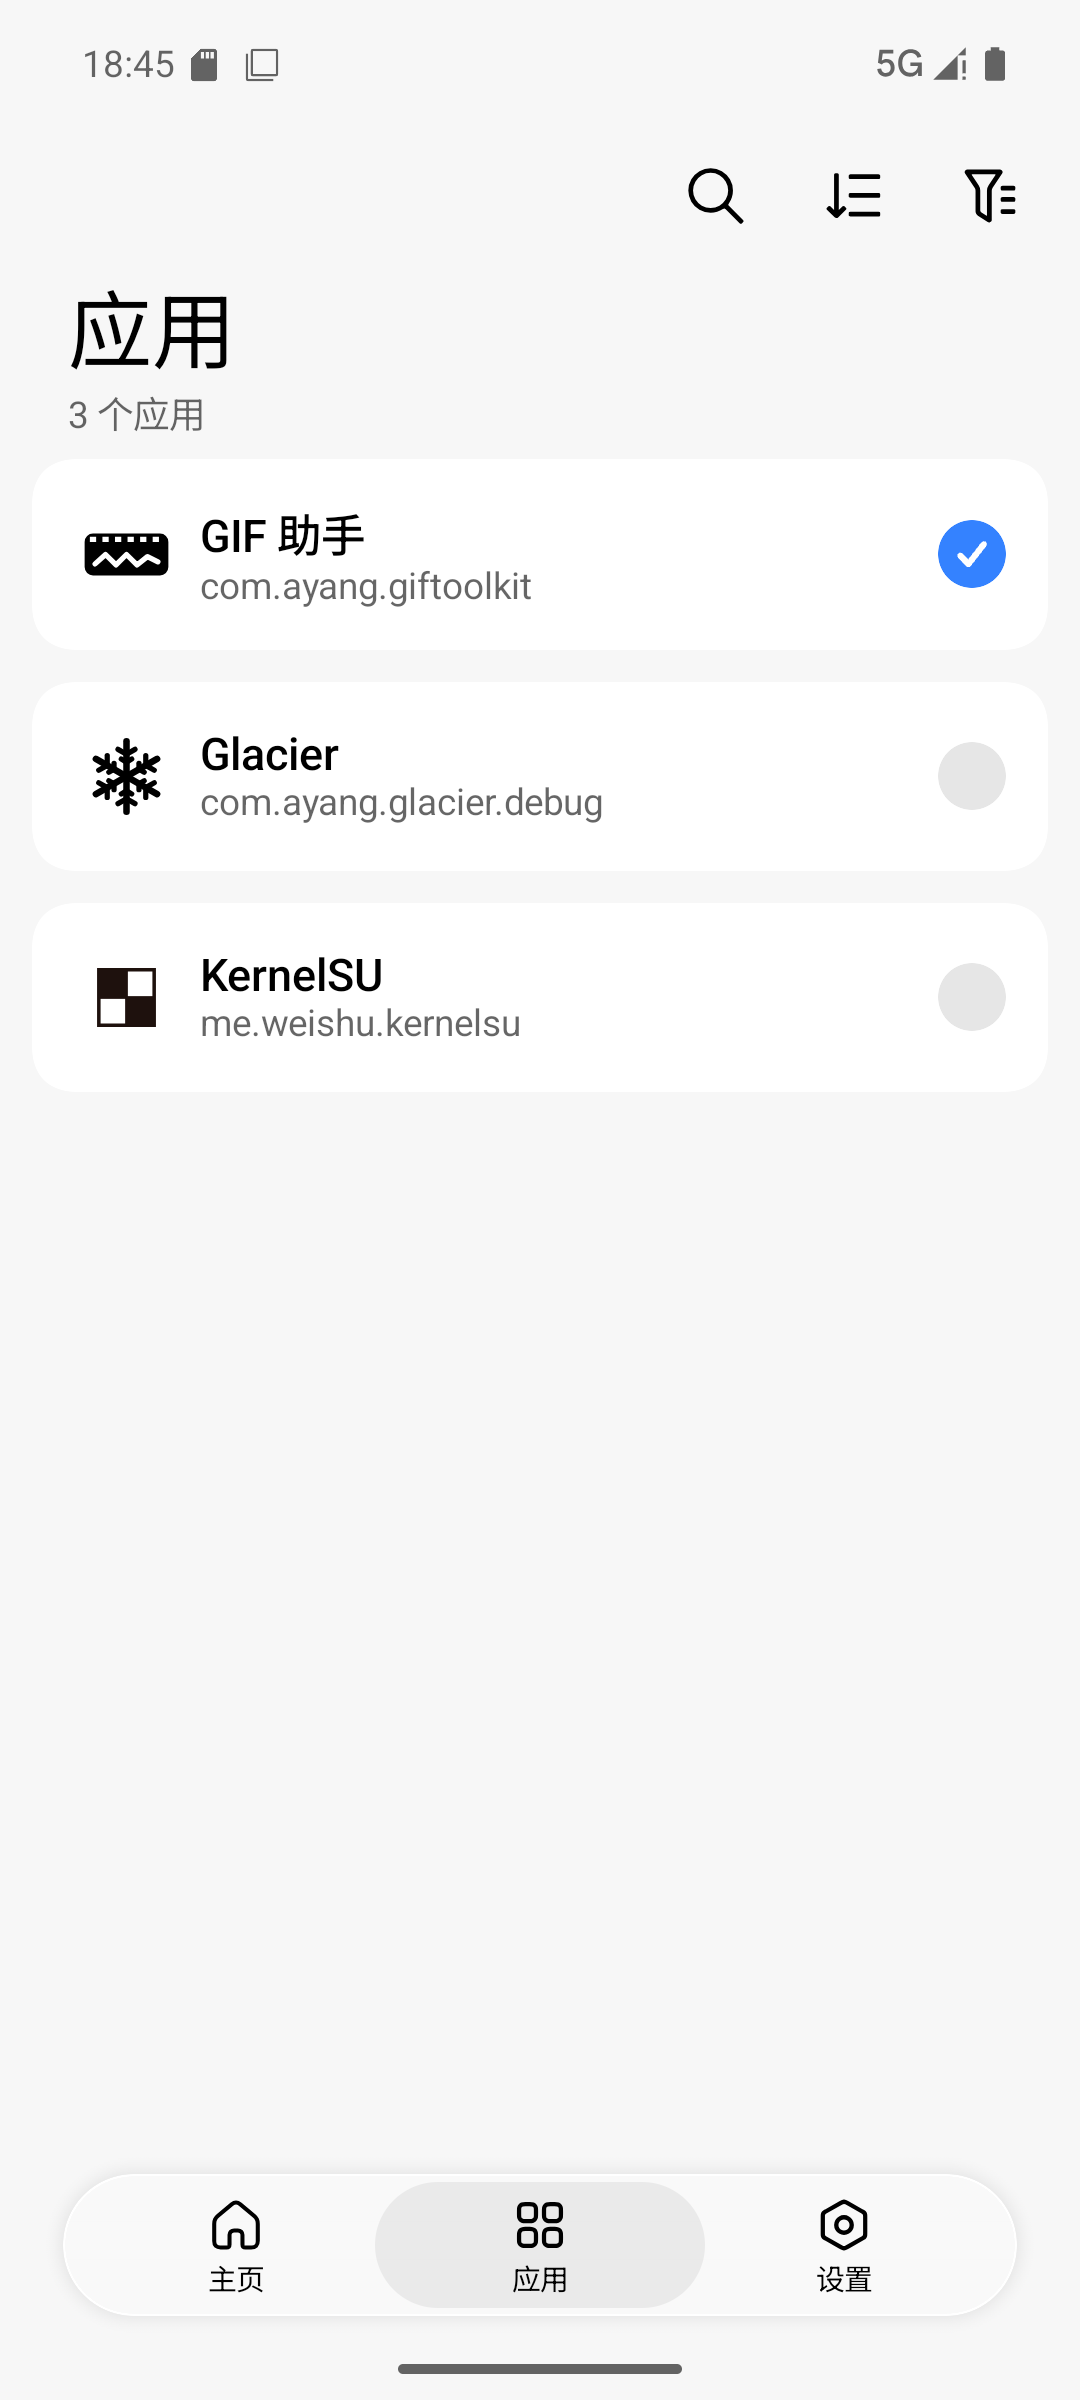 18:45
5G
应用
3 个应用
GIF 助手
com.ayang.giftoolkit
Glacier
com.ayang.glacier.debug
KernelSU
me.weishu.kernelsu
主页
应用
设置